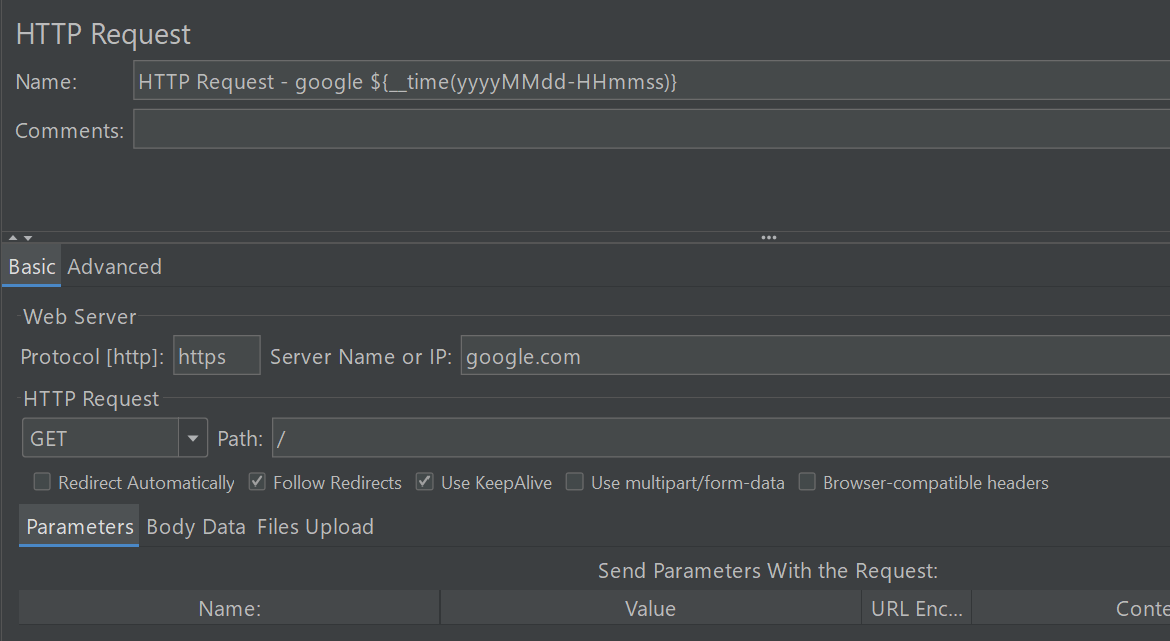 HTTP Request
Name: HTTP Request - google ${__time(yyyyMMdd-HHmmss)}
Comments:
Basic Advanced
Web Server
Protocol [http]: https Server Name or IP: google.com
HTTP Request
GET Path: /
Redirect Automatically Follow Redirects Use KeepAlive Use multipart/form-data Browser-compatible headers
Parameters Body Data Files Upload
Send Parameters With the Request:
Name: Value URL Enc... Conte